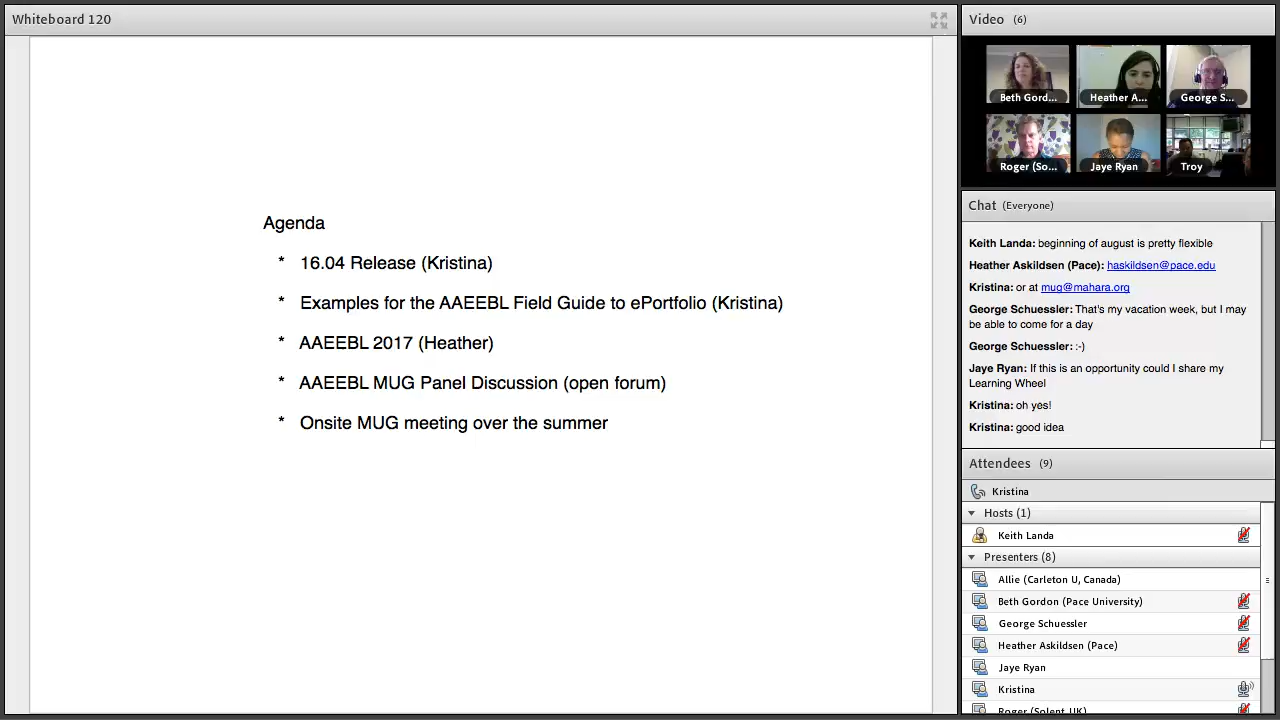 Whiteboard 120
Agenda
* 16.04 Release (Kristina)
* Examples for the AAEEBL Field Guide to ePortfolio (Kristina)
* AAEEBL 2017 (Heather)
* AAEEBL MUG Panel Discussion (open forum)
* Onsite MUG meeting over the summer
Video (6)
Beth Gord...
Heather A...
George S...
Roger (So...
Jaye Ryan
Troy
Chat (Everyone)
Keith Landa: beginning of august is pretty flexible
Heather Askildsen (Pace): haskildsen@pace.edu
Kristina: or at mug@mahara.org
George Schuessler: That's my vacation week, but I may
be able to come for a day
George Schuessler: :-)
Jaye Ryan: If this is an opportunity could I share my
Learning Wheel
Kristina: oh yes!
Kristina: good idea
Attendees (9)
Kristina
Hosts (1)
Keith Landa
Presenters (8)
Allie (Carleton U, Canada)
Beth Gordon (Pace University)
George Schuessler
Heather Askildsen (Pace)
Jaye Ryan
Kristina
Roger (Solent UK)